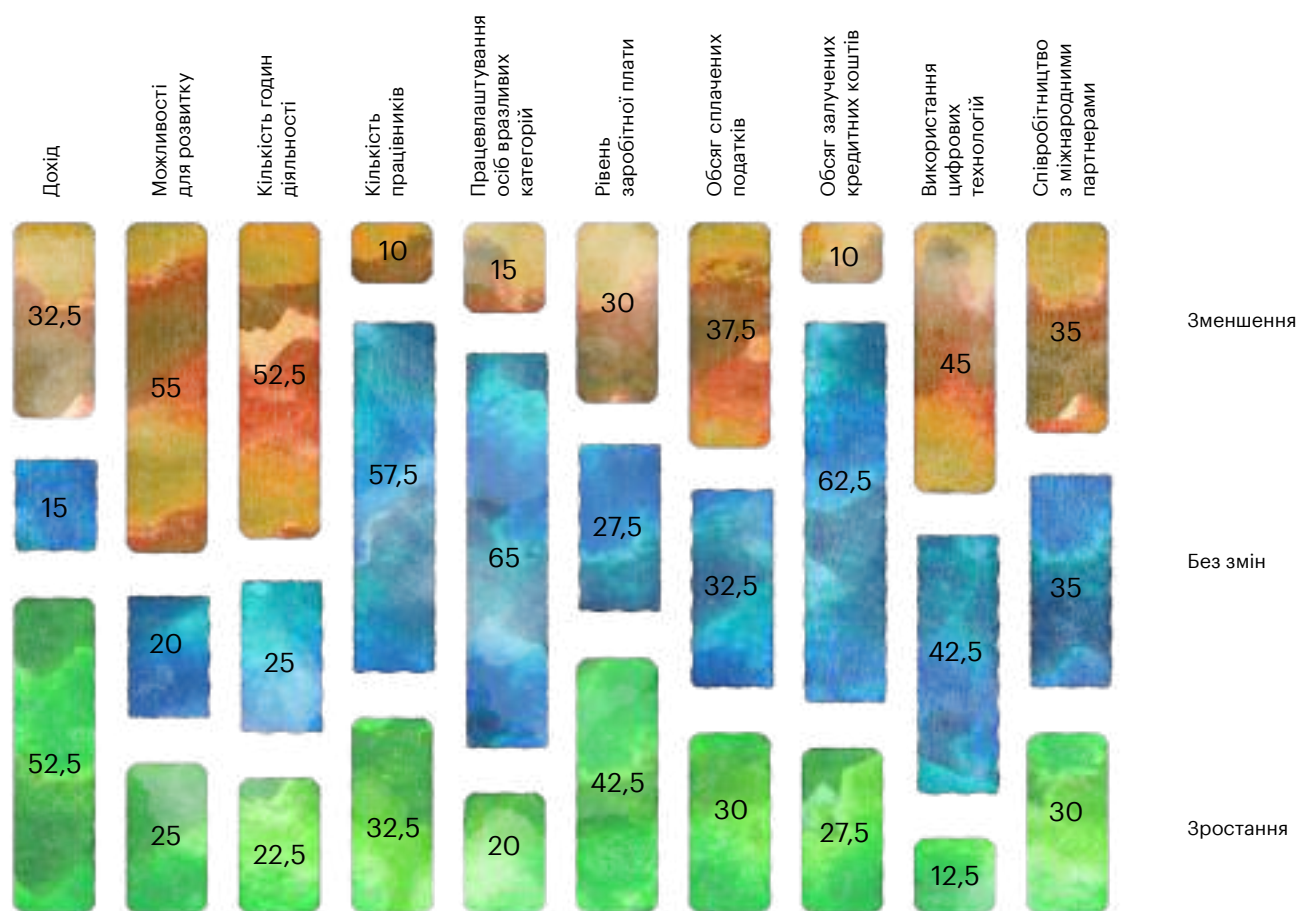 Дохід
Можливості
для розвитку
Кількість годин
діяльності
Кількість
працівників
Працевлаштування
осіб вразливих
категорій
Рівень
заробітної плати
Обсяг сплачених
податків
Обсяг залучених
кредитних коштів
Використання
цифрових
технологій
Співробітництво
з міжнародними
партнерами
32,5
55
52,5
10
15
30
37,5
10
45
35
Зменшення
15
20
25
57,5
65
27,5
32,5
62,5
42,5
35
Без змін
52,5
25
22,5
32,5
20
42,5
30
27,5
12,5
30
Зростання